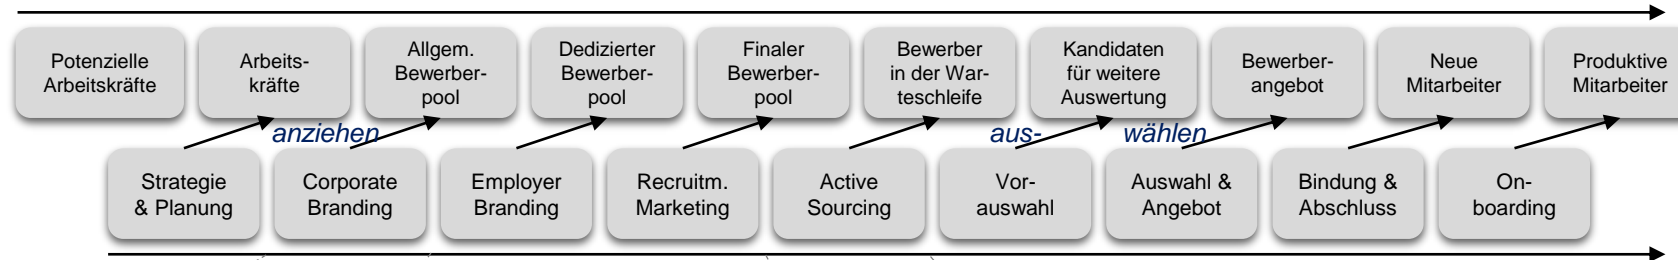 Potenzielle
Arbeitskräfte
Arbeits-
kräfte
Allgem.
Bewerber-
pool
Dedizierter
Bewerber-
pool
Finaler
Bewerber-
pool
Bewerber
in der War-
teschleife
Kandidaten
für weitere
Auswertung
Bewerber-
angebot
Neue
Mitarbeiter
Produktive
Mitarbeiter
anziehen
aus-
wählen
Strategie
& Planung
Corporate
Branding
Employer
Branding
Recruitm.
Marketing
Active
Sourcing
Vor-
auswahl
Auswahl &
Angebot
Bindung &
Abschluss
On-
boarding